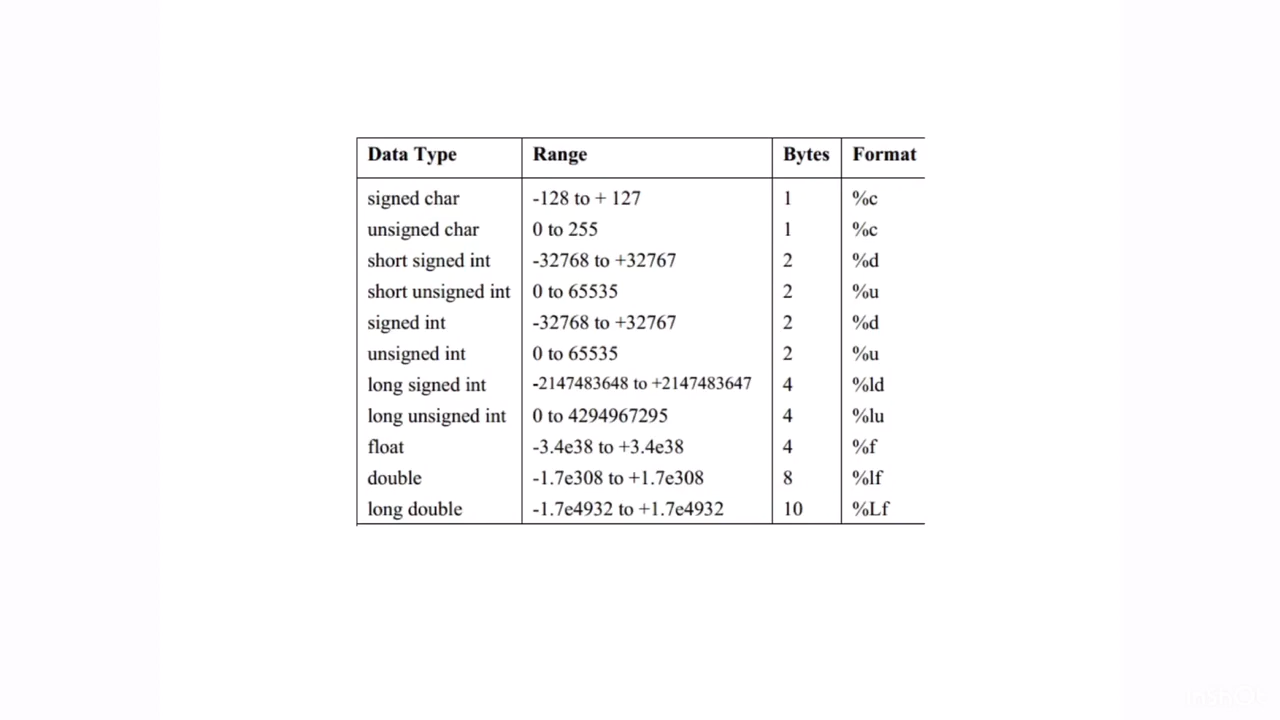 Data Type Range Bytes Format
signed char -128 to + 127 1 %c
unsigned char 0 to 255 1 %c
short signed int -32768 to +32767 2 %d
short unsigned int 0 to 65535 2 %u
signed int -32768 to +32767 2 %d
unsigned int 0 to 65535 2 %u
long signed int -2147483648 to +2147483647 4 %ld
long unsigned int 0 to 4294967295 4 %lu
float -3.4e38 to +3.4e38 4 %f
double -1.7e308 to +1.7e308 8 %lf
long double -1.7e4932 to +1.7e4932 10 %Lf